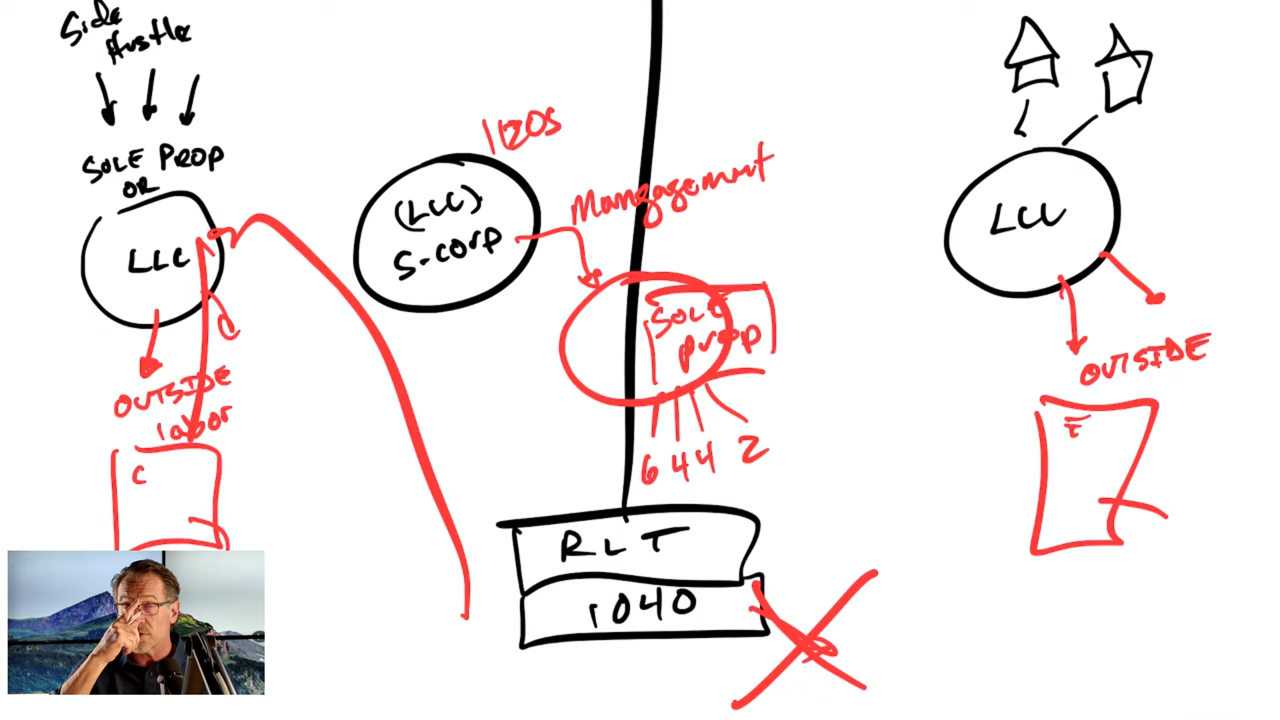 Side
Hustle
SOLE PROP
OR
LLC
OUTSIDE
labor
C
1120S
(LLC)
S-corp
Mangagement
SOLE
prop
6 4 4 2
RLT
1040
LLC
OUTSIDE
E